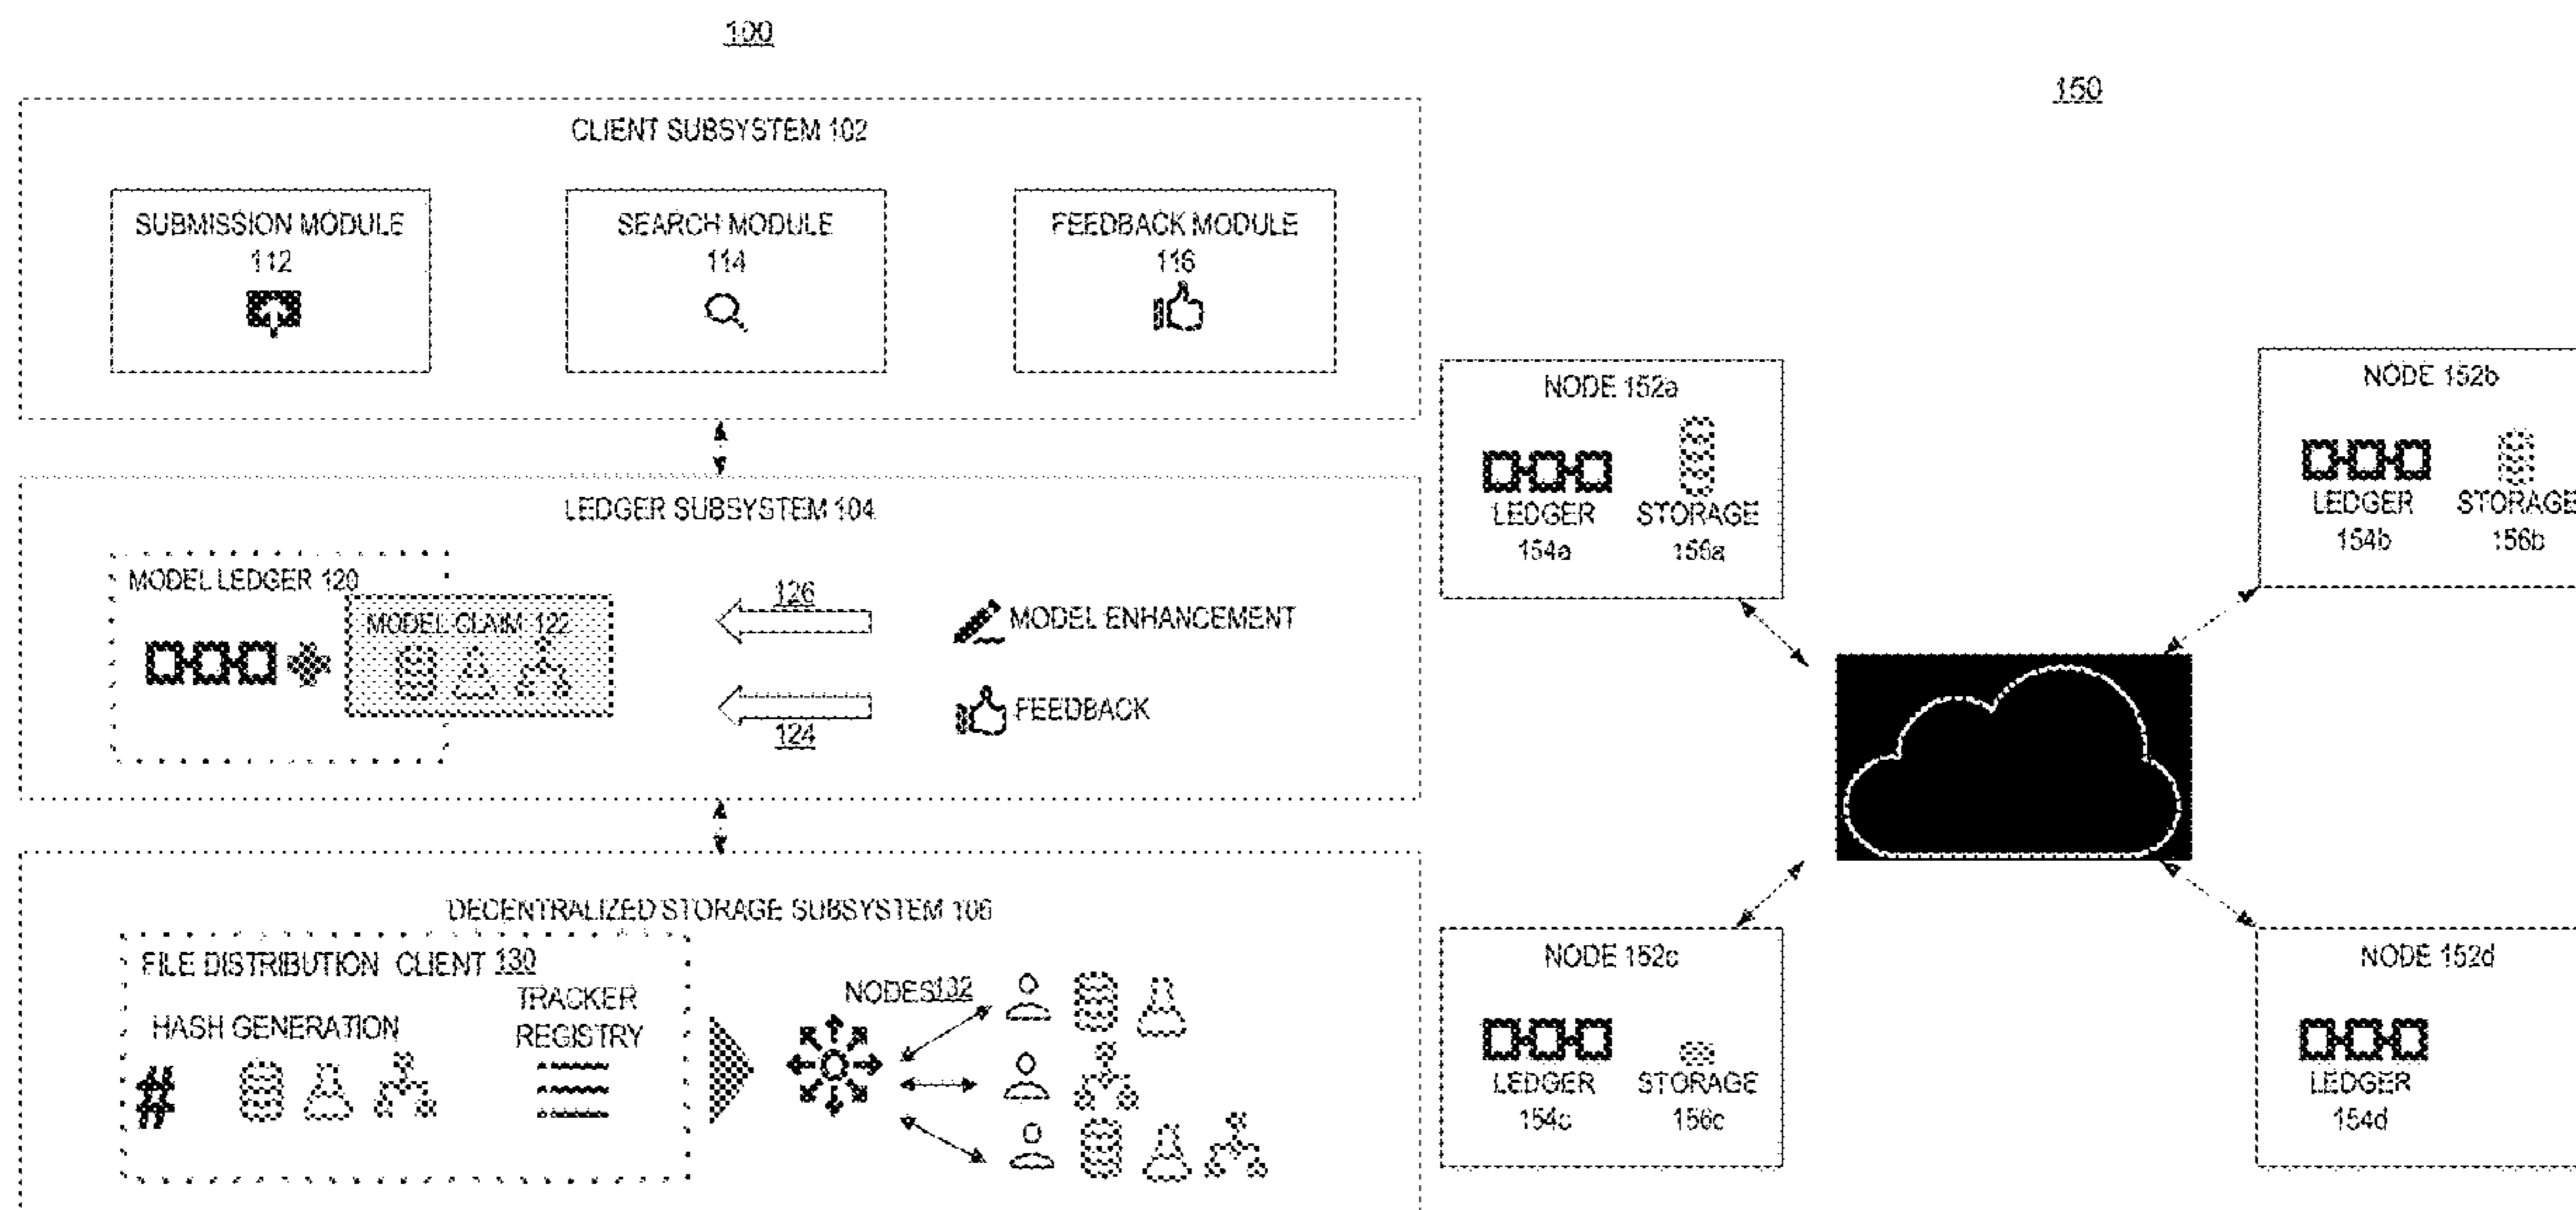 100
CLIENT SUBSYSTEM 102
SUBMISSION MODULE
112
SEARCH MODULE
114
FEEDBACK MODULE
116
LEDGER SUBSYSTEM 104
MODEL LEDGER 120
MODEL CLAIM 122
126
MODEL ENHANCEMENT
124
FEEDBACK
DECENTRALIZED STORAGE SUBSYSTEM 106
FILE DISTRIBUTION CLIENT 130
HASH GENERATION
#
TRACKER
REGISTRY
NODES 132
150
NODE 152a
LEDGER
154a
STORAGE
156a
NODE 152b
LEDGER
154b
STORAGE
156b
NODE 152c
LEDGER
154c
STORAGE
156c
NODE 152d
LEDGER
154d